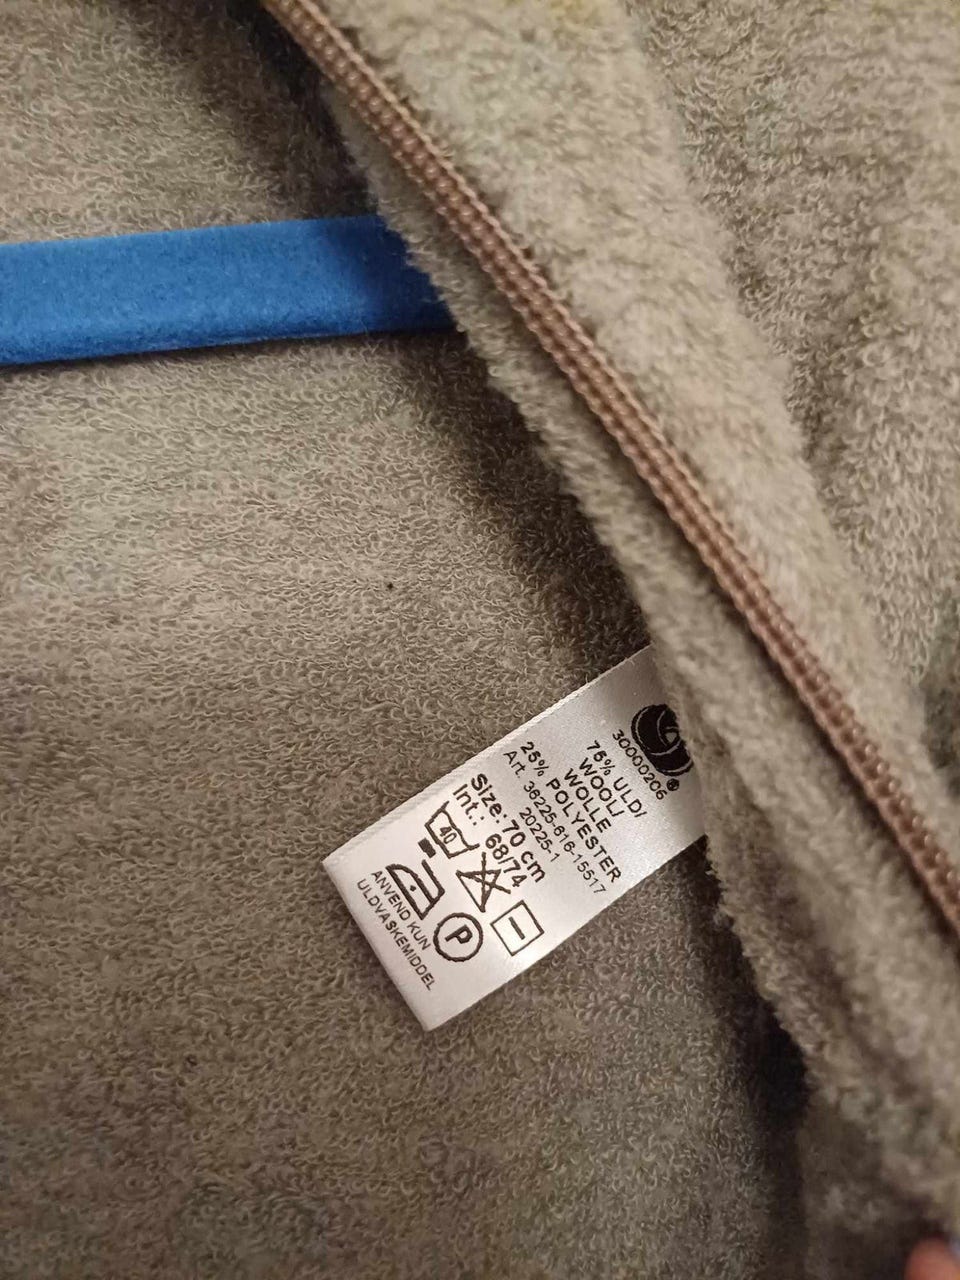 ®
30000206
75% ULD/
WOOL/
WOLLE
25% POLYESTER
Art. 36225-616-15517
20225-1
Size: 70 cm
Int.: 68/74
40
P
ANVEND KUN
ULDVASKEMIDDEL